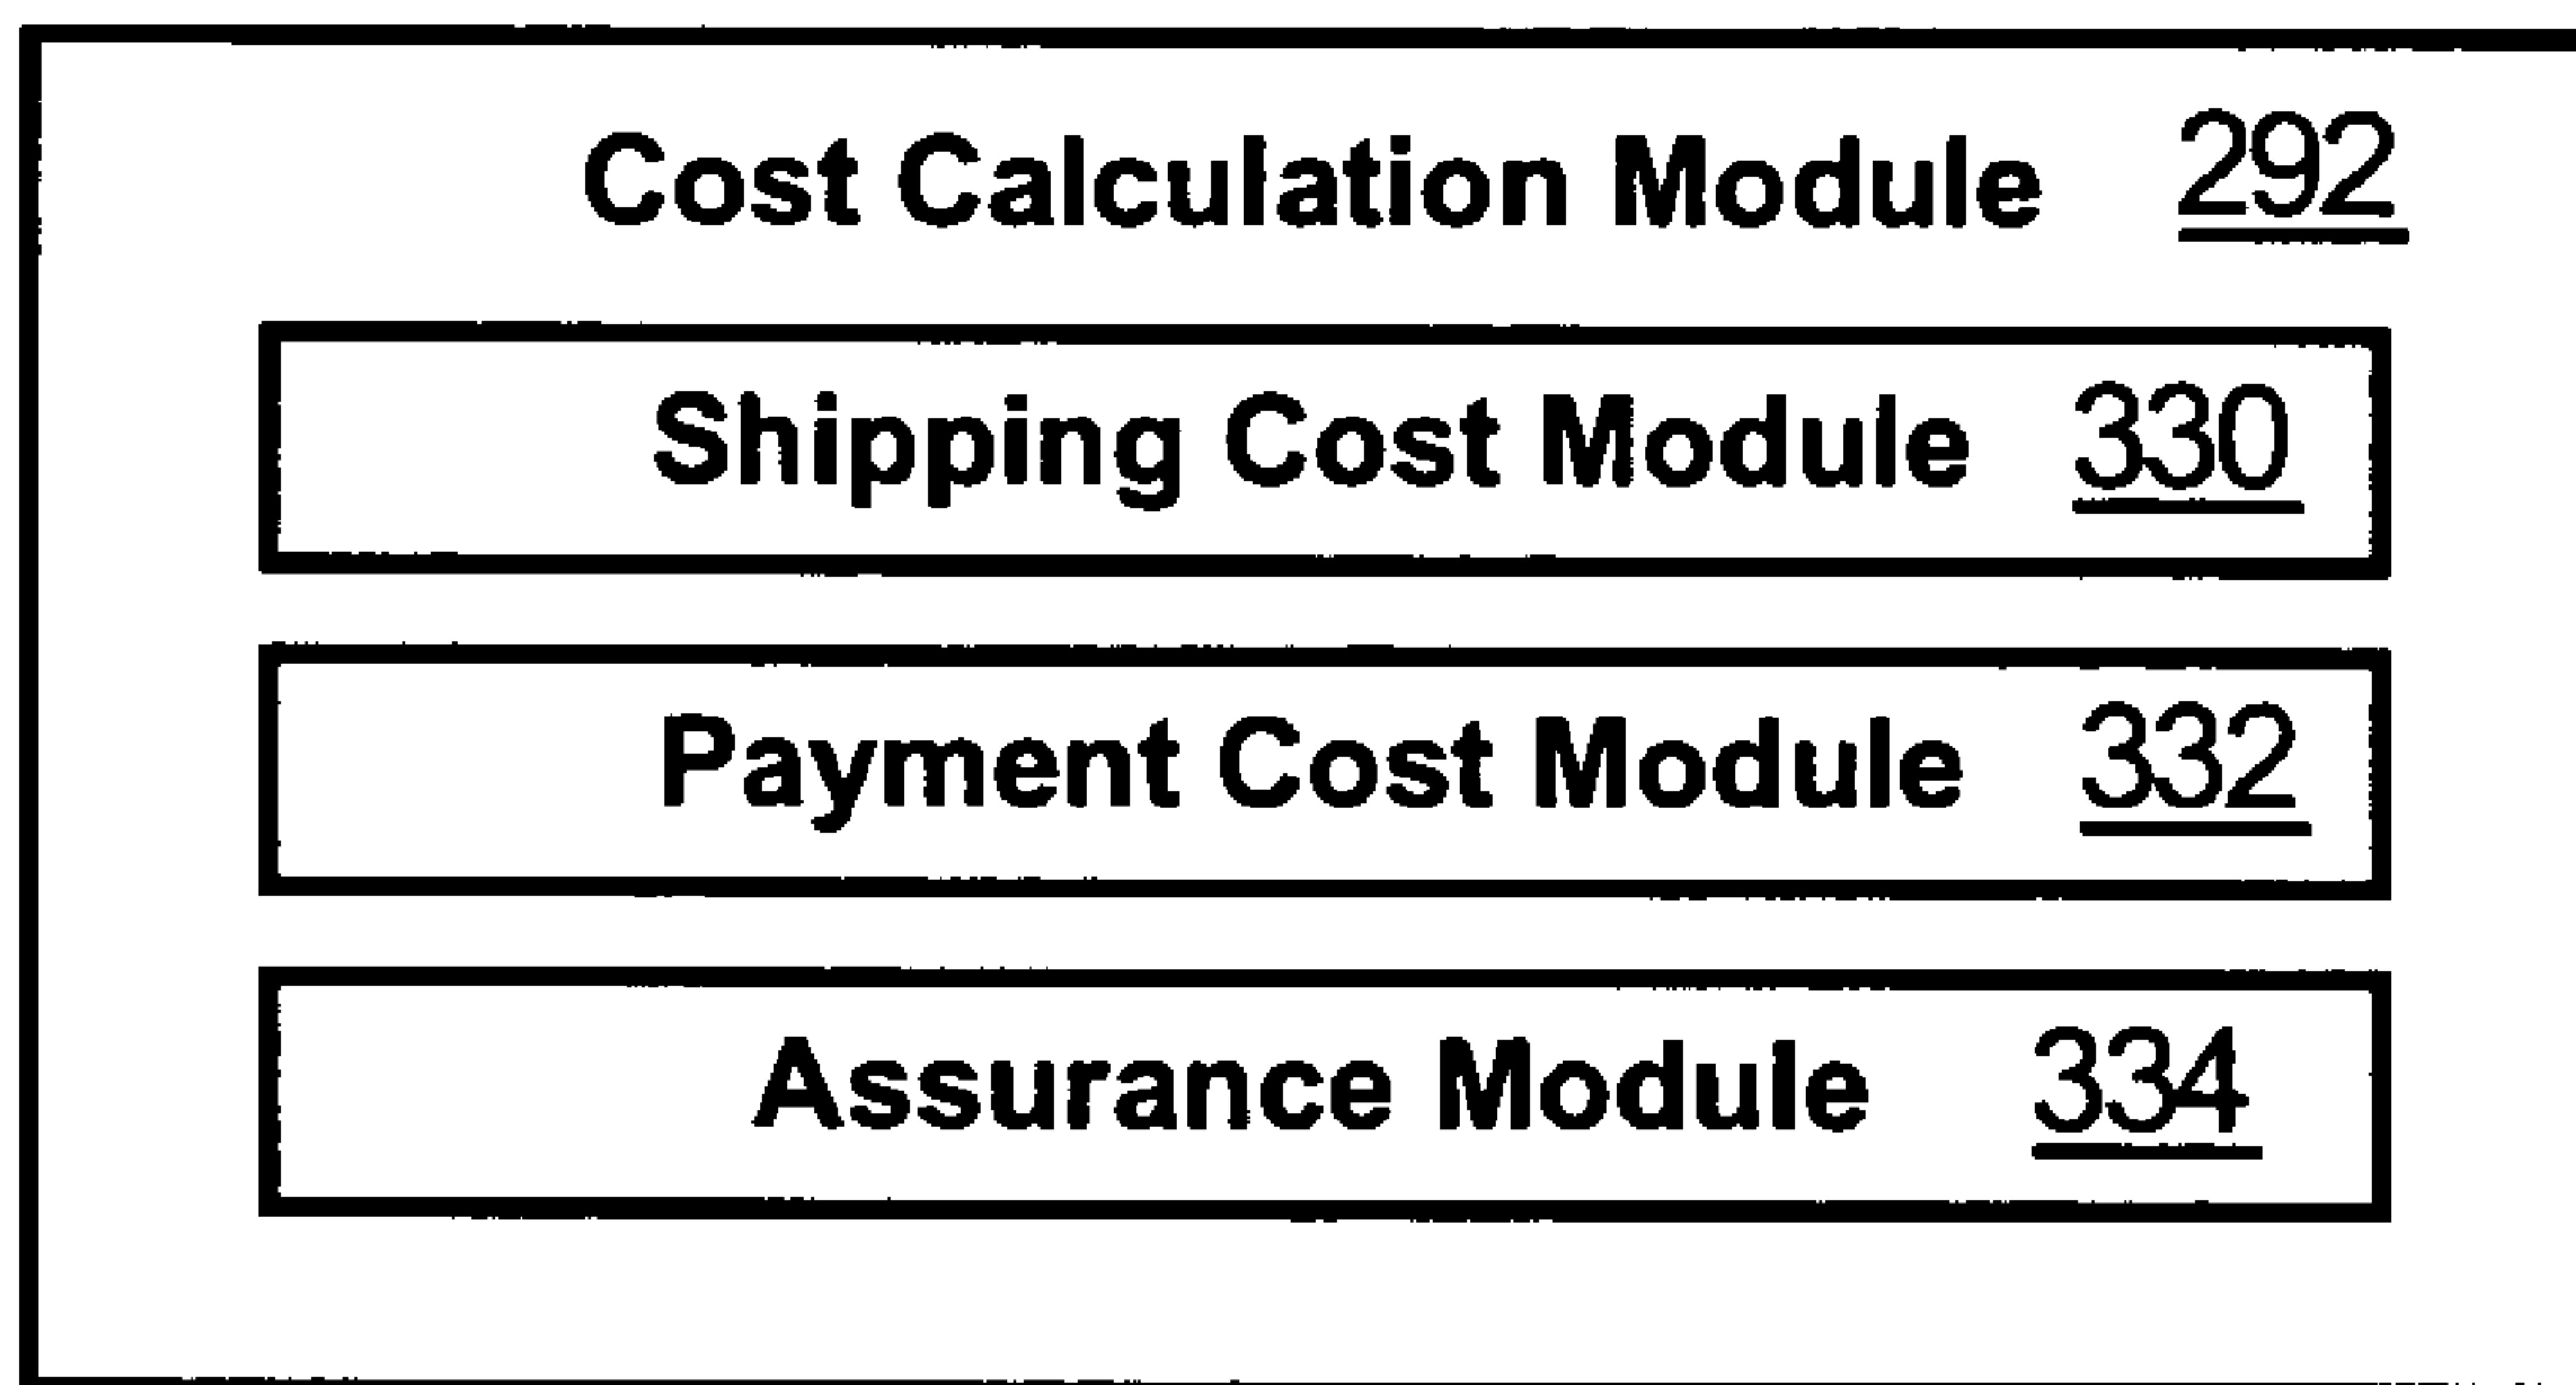 Cost Calculation Module 292
Shipping Cost Module 330
Payment Cost Module 332
Assurance Module 334